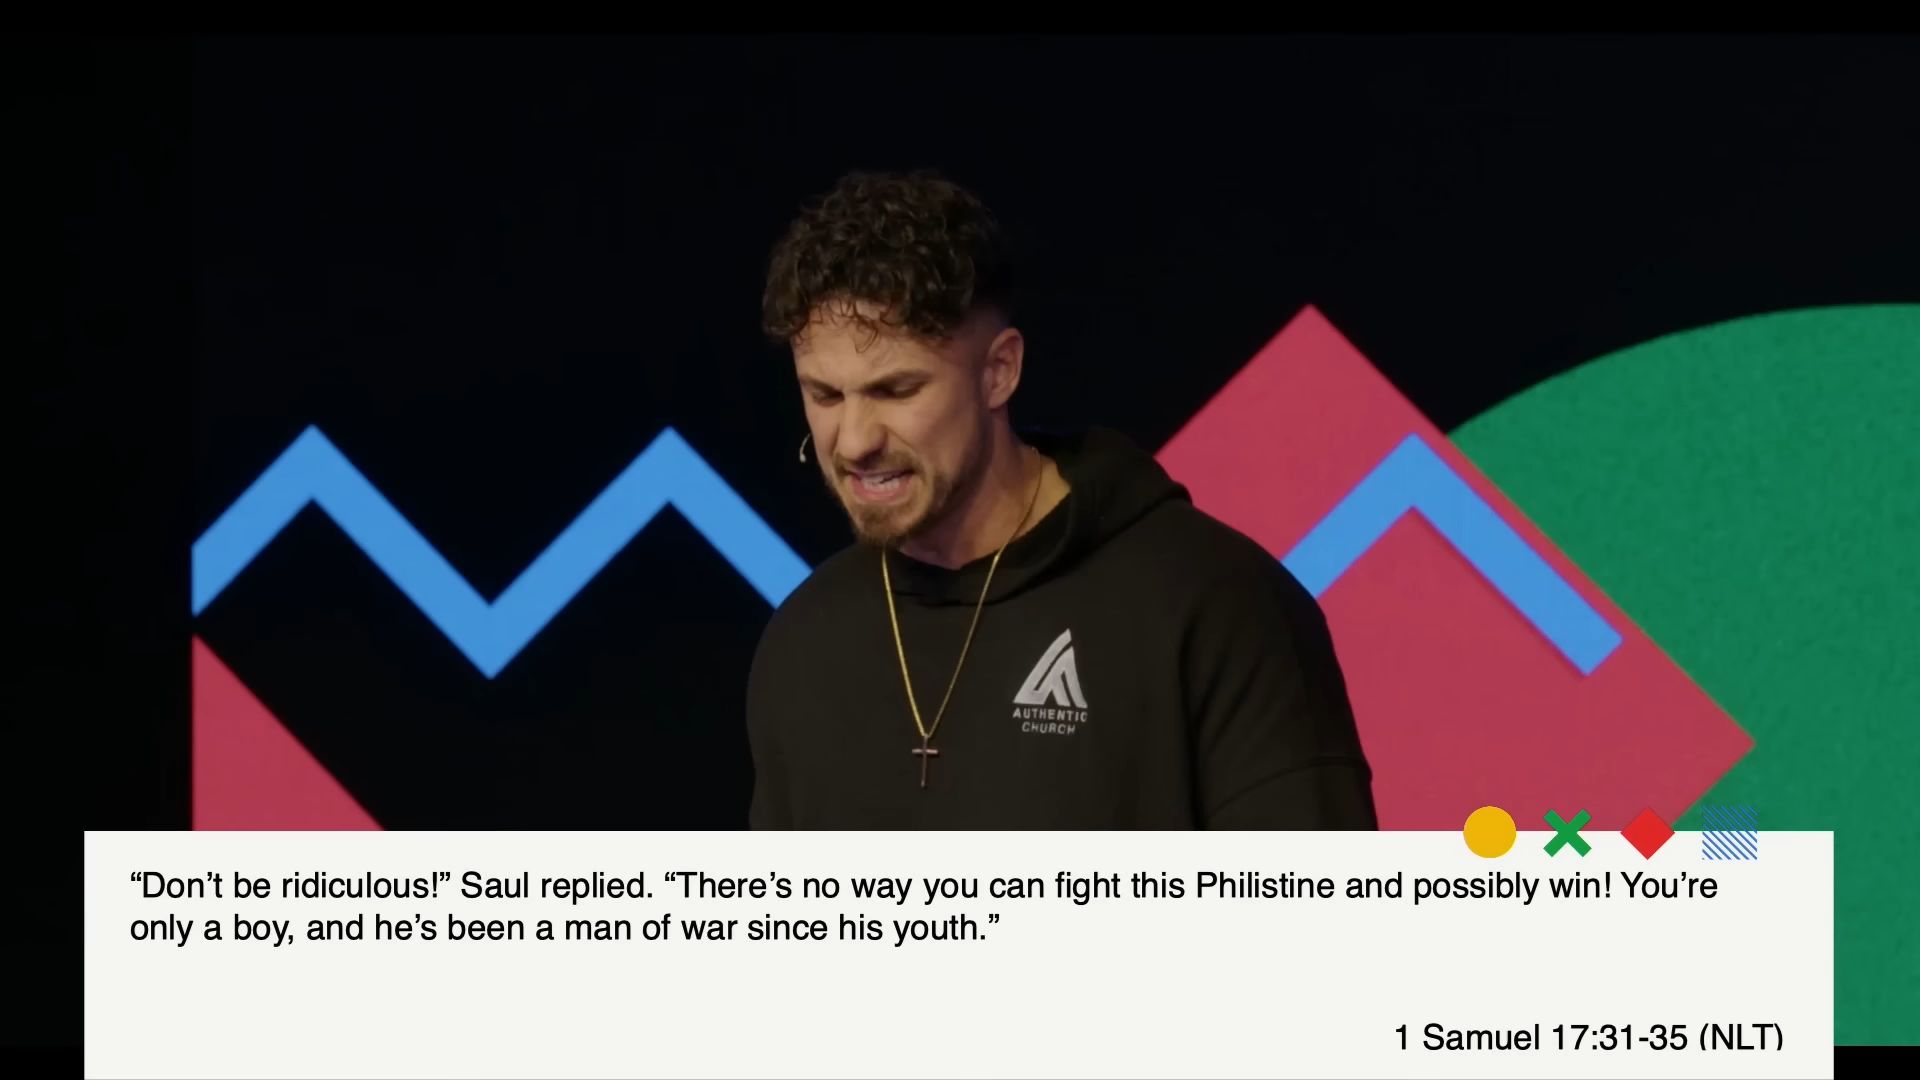 AUTHENTIC
CHURCH
“Don’t be ridiculous!” Saul replied. “There’s no way you can fight this Philistine and possibly win! You’re
only a boy, and he’s been a man of war since his youth.”
1 Samuel 17:31-35 (NLT)